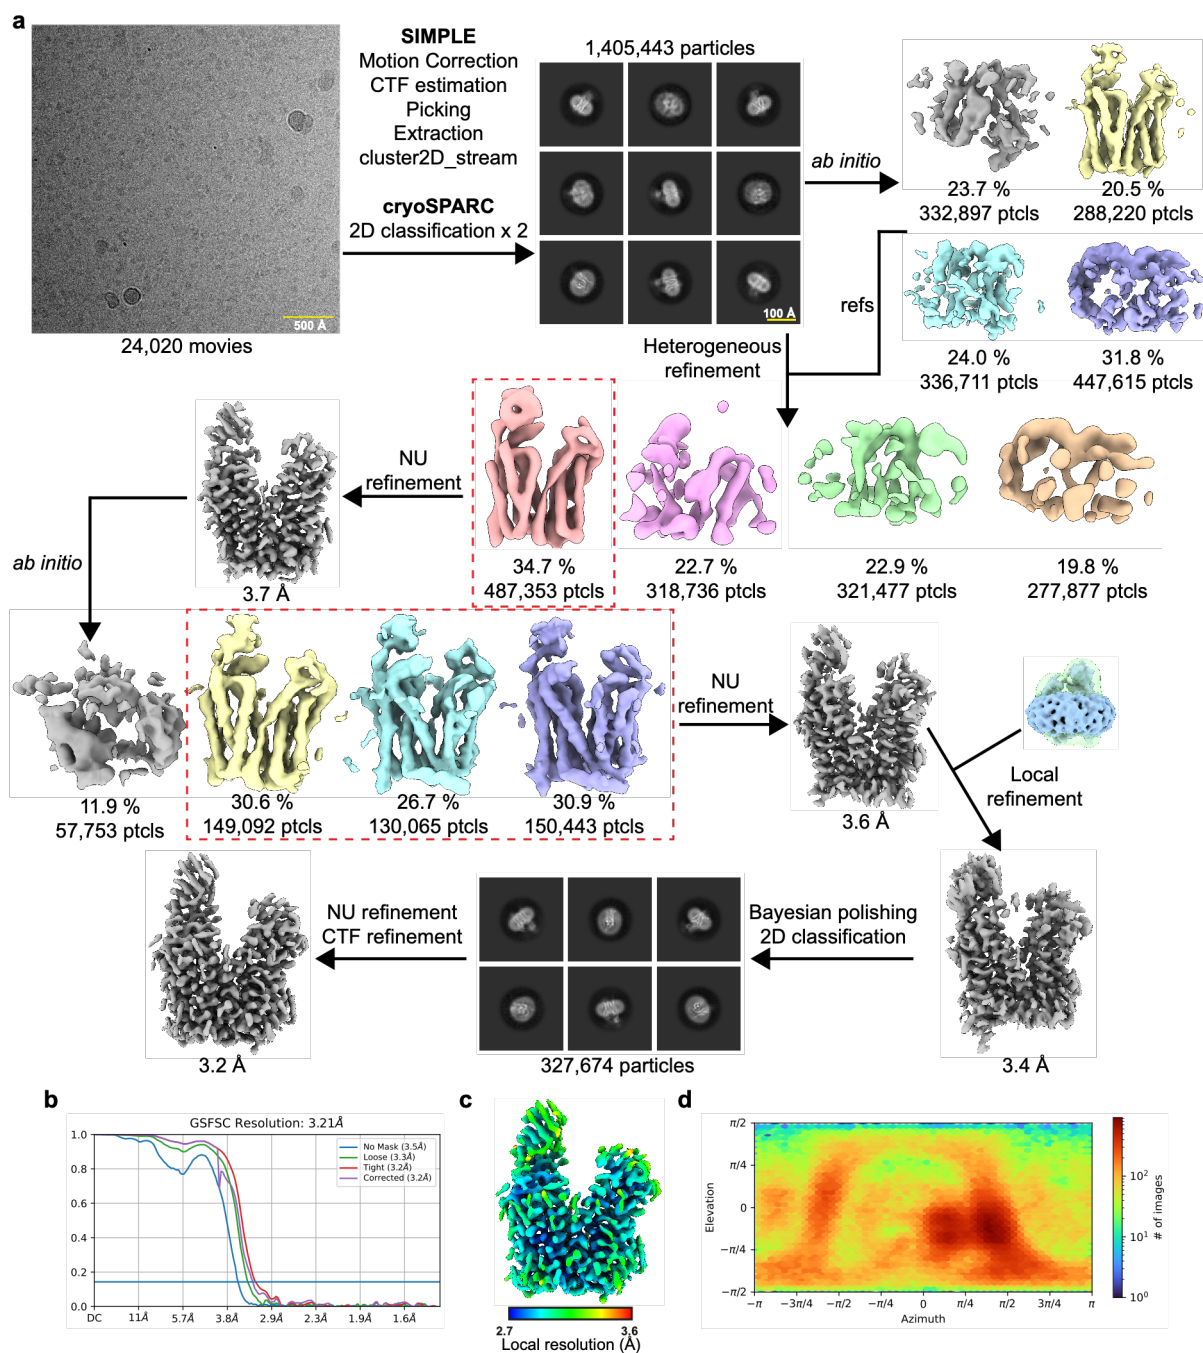 a
SIMPLE
Motion Correction
CTF estimation
Picking
Extraction
cluster2D_stream
cryoSPARC
2D classification x 2
500 Å
24,020 movies
1,405,443 particles
100 Å
ab initio
23.7 %
332,897 ptcls
20.5 %
288,220 ptcls
refs
24.0 %
336,711 ptcls
31.8 %
447,615 ptcls
Heterogeneous
refinement
NU
refinement
3.7 Å
34.7 %
487,353 ptcls
22.7 %
318,736 ptcls
22.9 %
321,477 ptcls
19.8 %
277,877 ptcls
ab initio
11.9 %
57,753 ptcls
30.6 %
149,092 ptcls
26.7 %
130,065 ptcls
30.9 %
150,443 ptcls
NU
refinement
3.6 Å
Local
refinement
3.4 Å
Bayesian polishing
2D classification
327,674 particles
NU refinement
CTF refinement
3.2 Å
b
GSFSC Resolution: 3.21Å
No Mask (3.5Å)
Loose (3.3Å)
Tight (3.2Å)
Corrected (3.2Å)
1.0
0.8
0.6
0.4
0.2
0.0
DC
11Å
5.7Å
3.8Å
2.9Å
2.3Å
1.9Å
1.6Å
c
2.7
3.6
Local resolution (Å)
d
π/2
π/4
0
−π/4
−π/2
Elevation
−π
−3π/4
−π/2
−π/4
0
π/4
π/2
3π/4
π
Azimuth
10²
10¹
10⁰
# of images